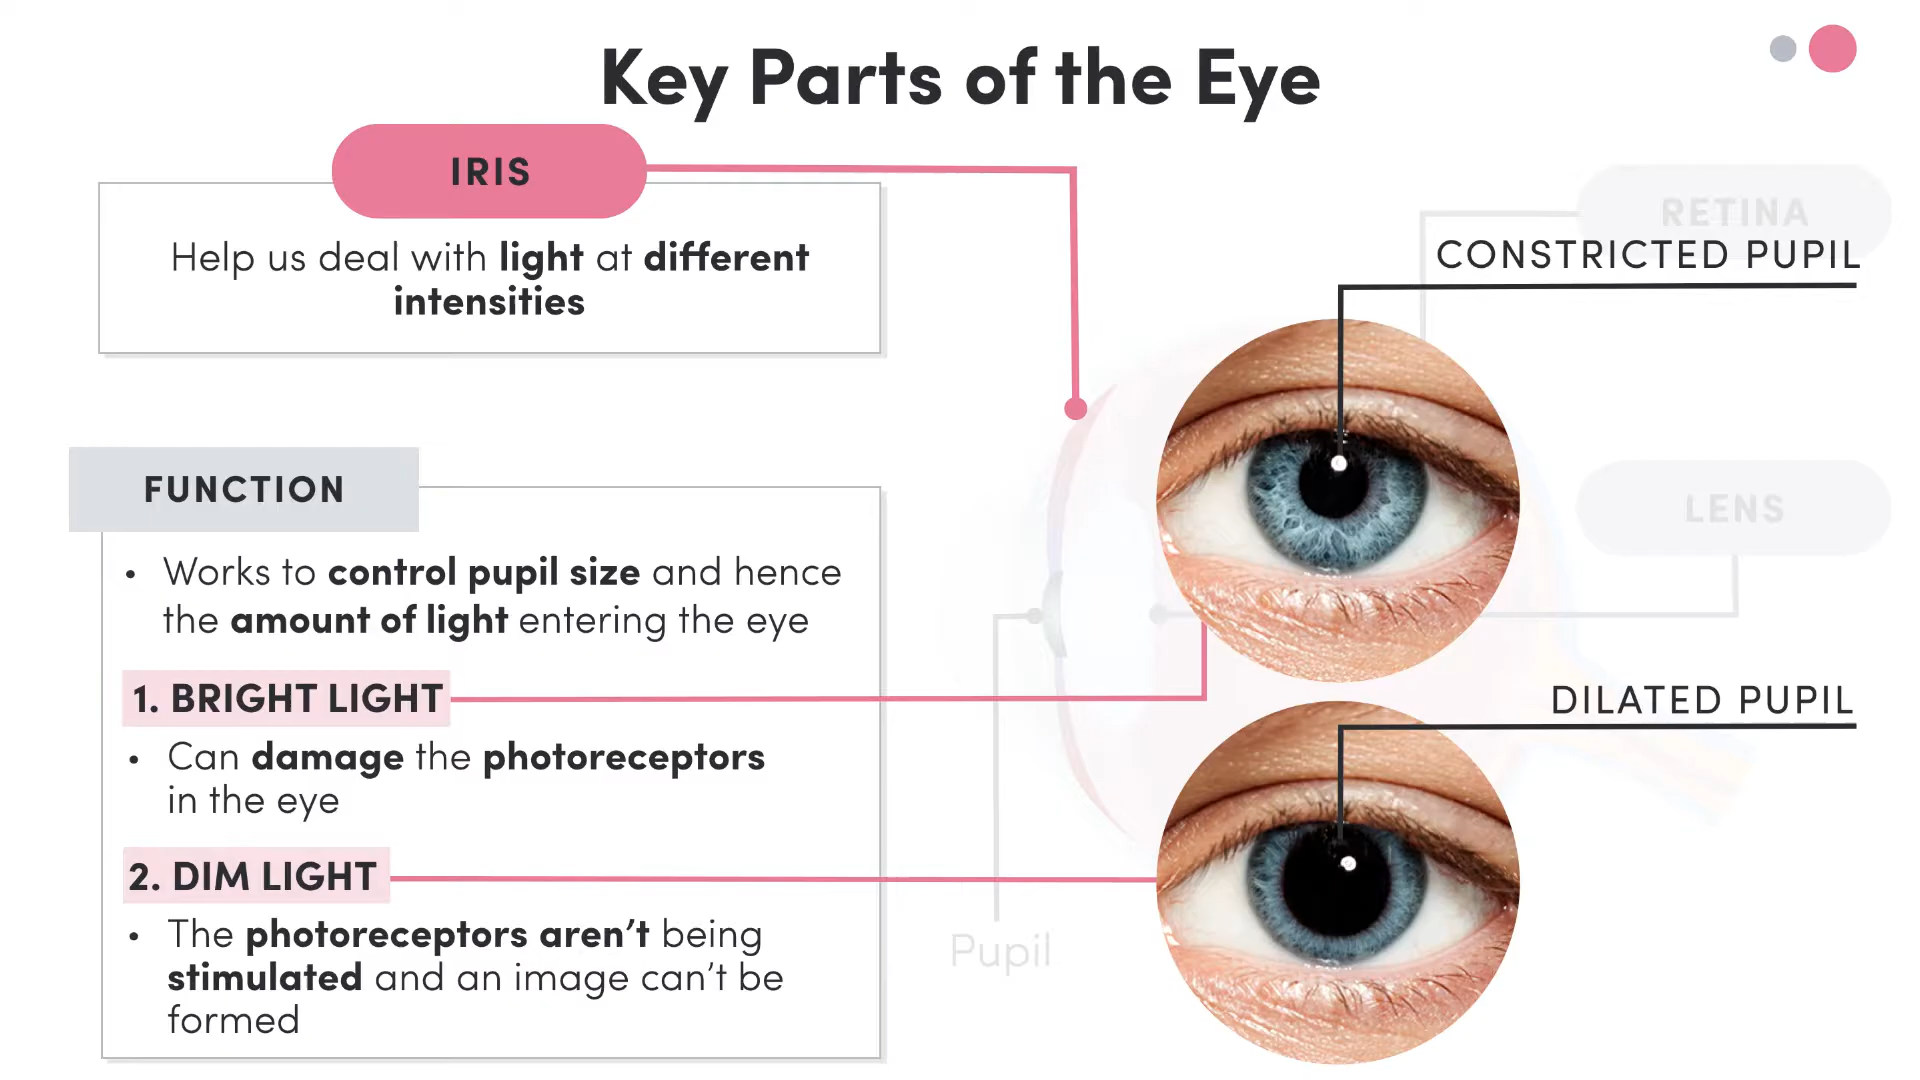 Key Parts of the Eye
IRIS
Help us deal with light at different
intensities
FUNCTION
• Works to control pupil size and hence
the amount of light entering the eye
1. BRIGHT LIGHT
• Can damage the photoreceptors
in the eye
2. DIM LIGHT
• The photoreceptors aren't being
stimulated and an image can't be
formed
RETINA
CONSTRICTED PUPIL
LENS
DILATED PUPIL
Pupil